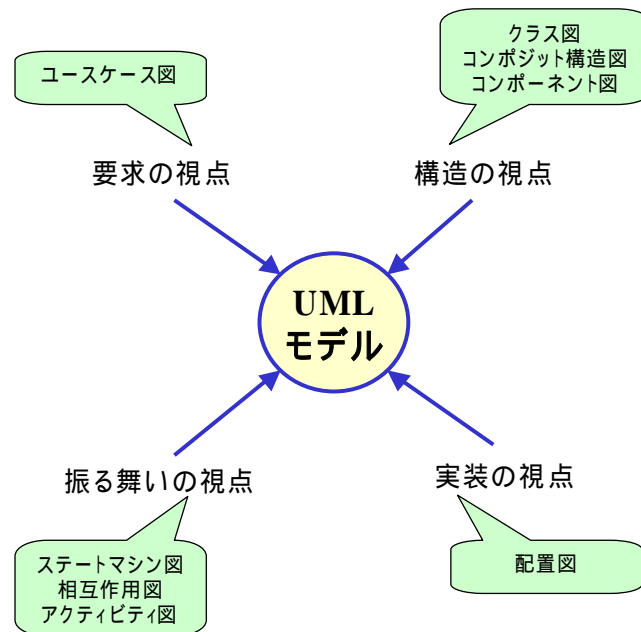 ユースケース図
クラス図
コンポジット構造図
コンポーネント図
要求の視点
構造の視点
UML
モデル
振る舞いの視点
実装の視点
ステートマシン図
相互作用図
アクティビティ図
配置図